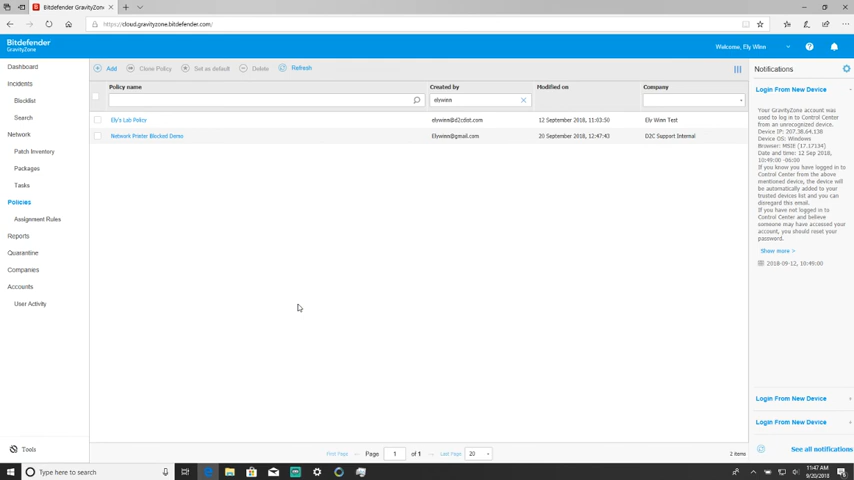 Bitdefender GravityZon
https://cloud.gravityzone.bitdefender.com/
Bitdefender
GravityZone
Welcome, Ely Winn
Dashboard
Incidents
Blocklist
Search
Network
Patch Inventory
Packages
Tasks
Policies
Assignment Rules
Reports
Quarantine
Companies
Accounts
User Activity
Tools
Add
Clone Policy
Set as default
Delete
Refresh
Policy name
Created by
Modified on
Company
elywinn
Ely's Lab Policy
elywinn@d2cdist.com
12 September 2018, 11:03:50
Ely Winn Test
Network Printer Blocked Demo
Elywinn@gmail.com
20 September 2018, 12:47:43
D2C Support Internal
First Page
Page
1
of 1
Last Page
20
2 items
Notifications
Login From New Device
Your GravityZone account was
used to log in to Control Center
from an unrecognized device.
Device IP: 207.38.64.138
Device OS: Windows
Browser: MSIE (17.17134)
Date and time: 12 Sep 2018,
10:49:00 -06:00
If you know you have logged in to
Control Center from the above
mentioned device, the device will
be automatically added to your
trusted devices list and you can
disregard this email.
If you have not logged in to
Control Center and believe
someone may have accessed your
account, you should reset your
password.
Show more >
2018-09-12, 10:49:00
Login From New Device
Login From New Device
See all notifications
Type here to search
11:47 AM
9/20/2018